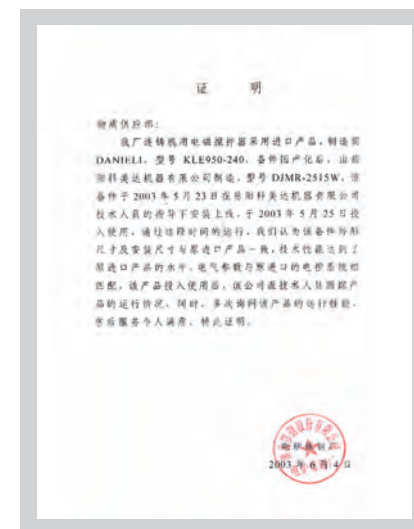 证 明
物质供应部：
我厂连铸机用电磁搅拌器采用进口产品，制造商
DANIELI，型号 KLE950-240，备件国产化后，由岳
阳科美达机器有限公司制造，型号 DJMR-2515W，该
备件于 2003 年 5 月 23 日在岳阳科美达机器有限公司
技术人员的指导下安装上线，于 2003 年 5 月 25 日投
入使用，通过这段时间的运行，我们认为该备件外形
尺寸及安装尺寸与原进口产品一致，技术性能达到了
原进口产品的水平，电气参数与原进口的电控系统相
匹配，该产品投入使用后，该公司派技术人员跟踪产
品的运行情况，同时，多次询问该产品的运行性能，
售后服务令人满意，特此证明。
2003 年 6 月 4 日